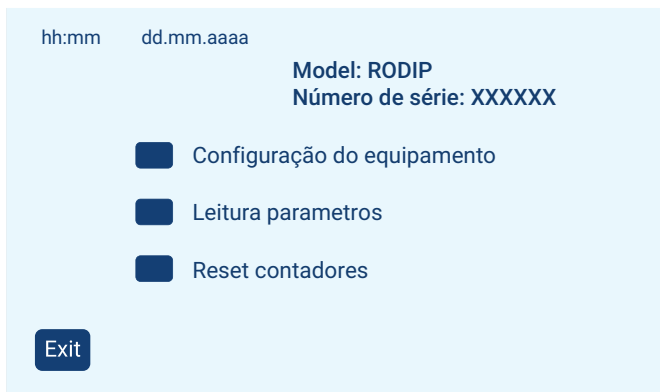 hh:mm dd.mm.aaaa
Model: RODIP
Número de série: XXXXXX
Configuração do equipamento
Leitura parametros
Reset contadores
Exit